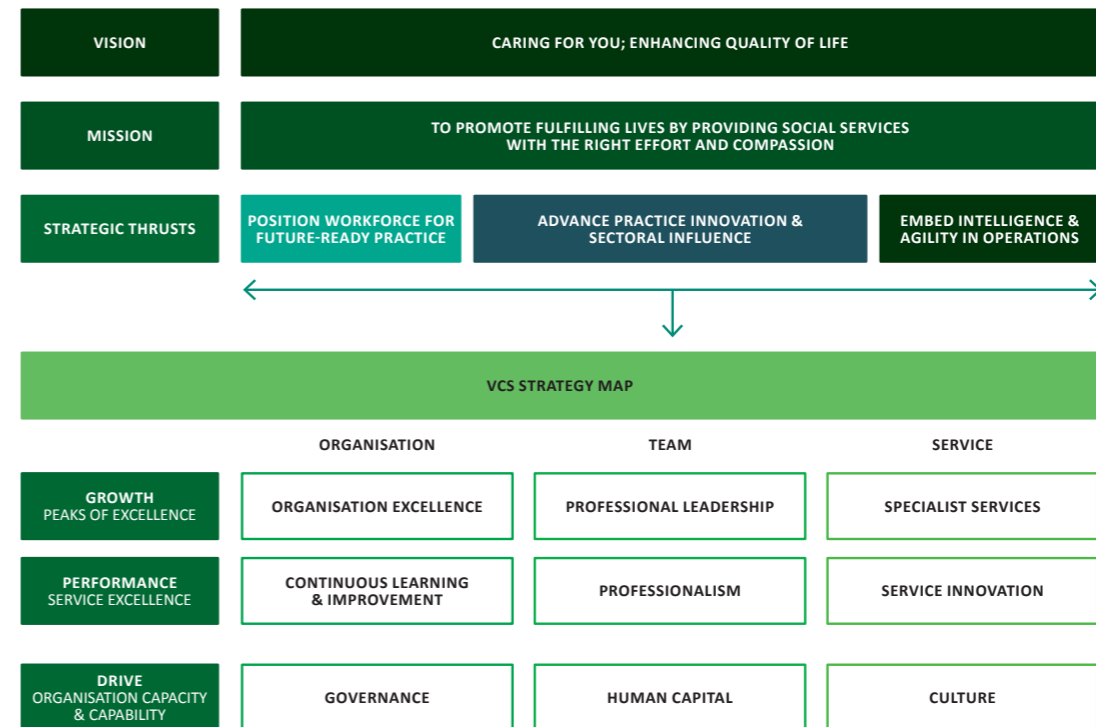 VISION
CARING FOR YOU; ENHANCING QUALITY OF LIFE
MISSION
TO PROMOTE FULFILLING LIVES BY PROVIDING SOCIAL SERVICES
WITH THE RIGHT EFFORT AND COMPASSION
STRATEGIC THRUSTS
POSITION WORKFORCE FOR
FUTURE-READY PRACTICE
ADVANCE PRACTICE INNOVATION &
SECTORAL INFLUENCE
EMBED INTELLIGENCE &
AGILITY IN OPERATIONS
VCS STRATEGY MAP
ORGANISATION
TEAM
SERVICE
GROWTH
PEAKS OF EXCELLENCE
ORGANISATION EXCELLENCE
PROFESSIONAL LEADERSHIP
SPECIALIST SERVICES
PERFORMANCE
SERVICE EXCELLENCE
CONTINUOUS LEARNING
& IMPROVEMENT
PROFESSIONALISM
SERVICE INNOVATION
DRIVE
ORGANISATION CAPACITY
& CAPABILITY
GOVERNANCE
HUMAN CAPITAL
CULTURE